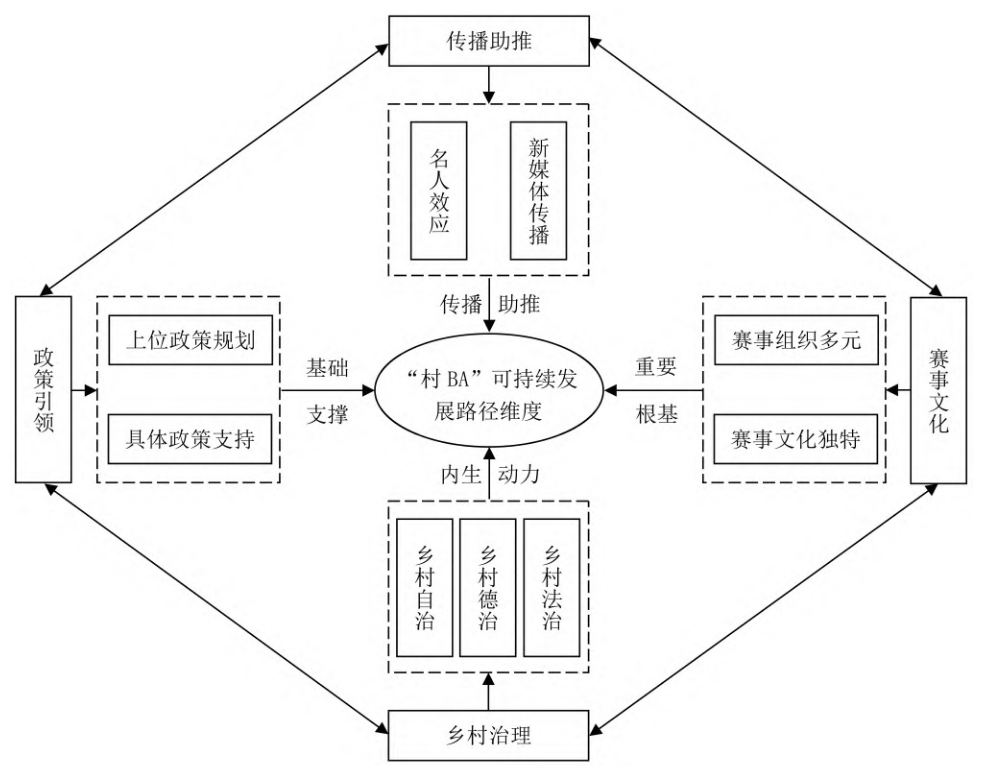 传播助推
名人效应
新媒体传播
传播 助推
政策引领
上位政策规划
具体政策支持
基础
支撑
“村 BA”可持续发
展路径维度
重要
根基
赛事组织多元
赛事文化独特
赛事文化
内生 动力
乡村自治
乡村德治
乡村法治
乡村治理